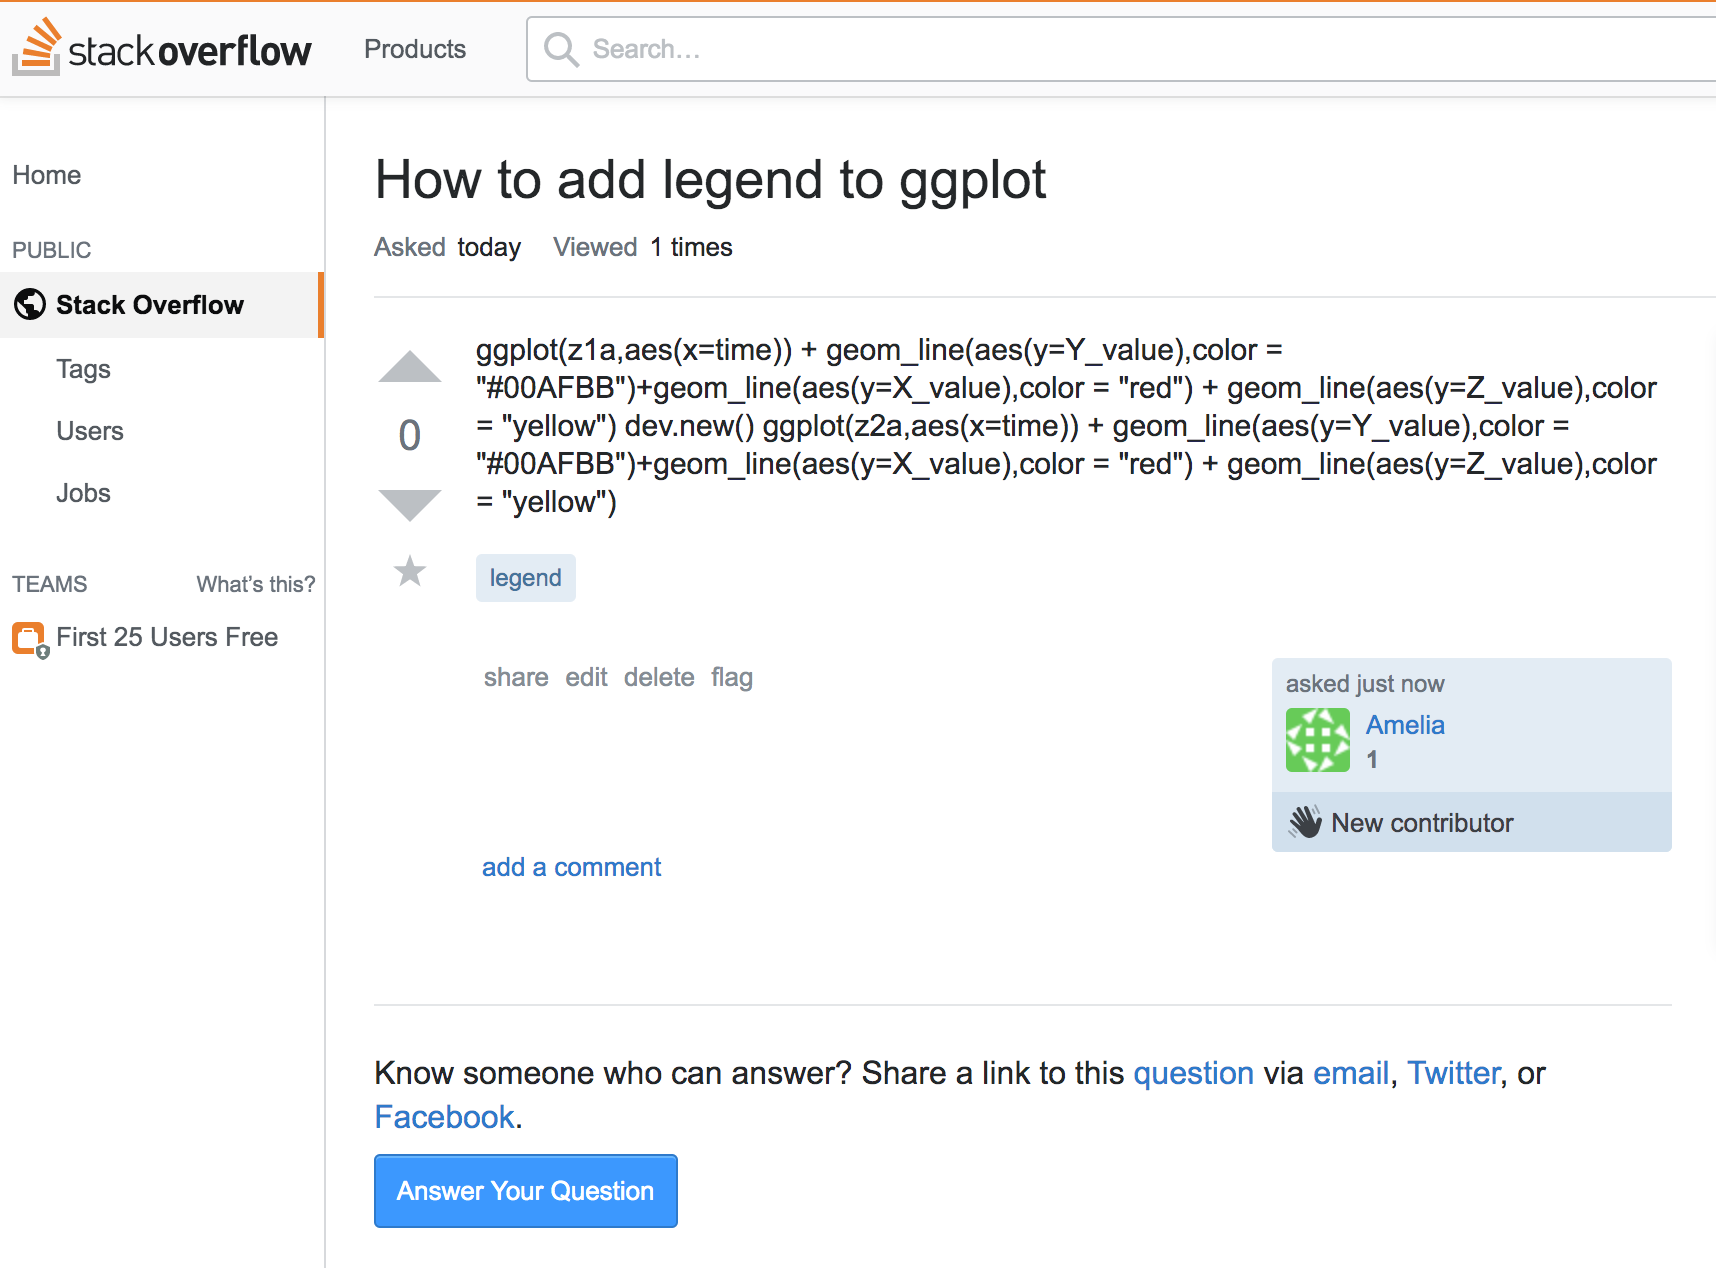 stackoverflow
Products
Search…
Home
PUBLIC
Stack Overflow
Tags
Users
Jobs
TEAMS What's this?
First 25 Users Free
How to add legend to ggplot
Asked today Viewed 1 times
ggplot(z1a,aes(x=time)) + geom_line(aes(y=Y_value),color =
"#00AFBB")+geom_line(aes(y=X_value),color = "red") + geom_line(aes(y=Z_value),color
= "yellow") dev.new() ggplot(z2a,aes(x=time)) + geom_line(aes(y=Y_value),color =
"#00AFBB")+geom_line(aes(y=X_value),color = "red") + geom_line(aes(y=Z_value),color
= "yellow")
0
legend
share edit delete flag
asked just now
Amelia
1
New contributor
add a comment
Know someone who can answer? Share a link to this question via email, Twitter, or
Facebook.
Answer Your Question